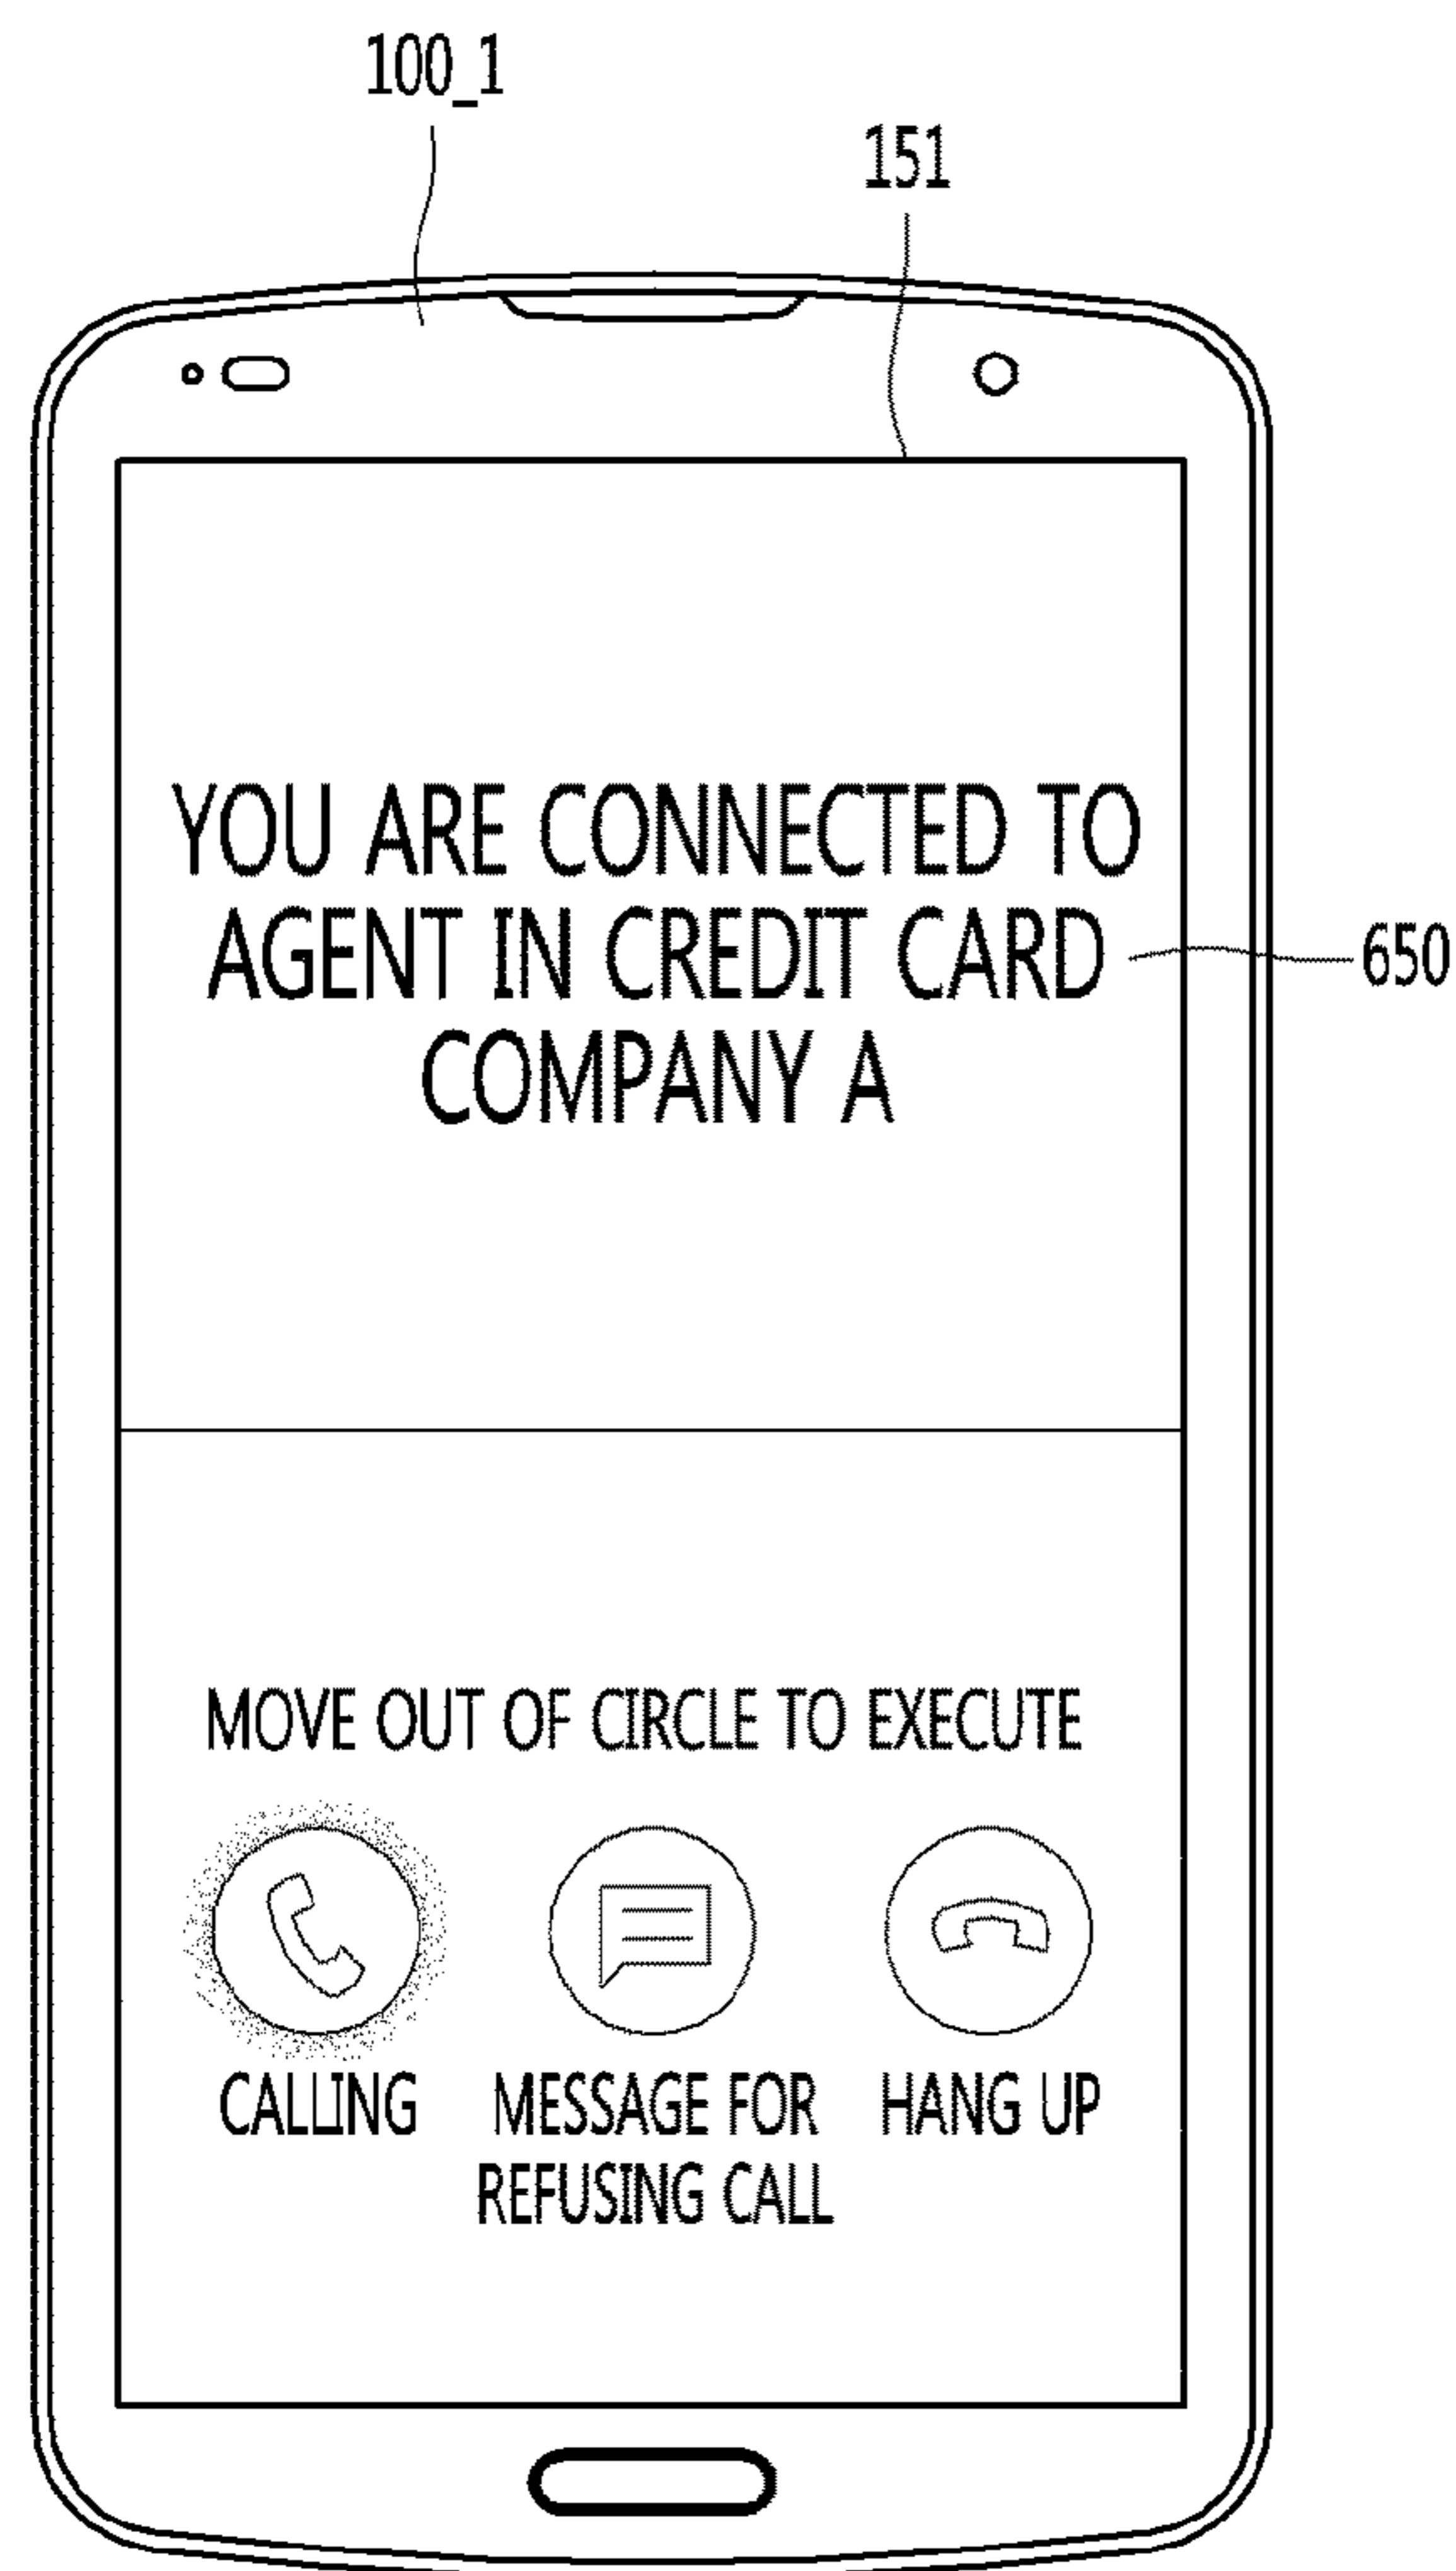 100_1
151
YOU ARE CONNECTED TO
AGENT IN CREDIT CARD
COMPANY A
650
MOVE OUT OF CIRCLE TO EXECUTE
CALLING
MESSAGE FOR
REFUSING CALL
HANG UP